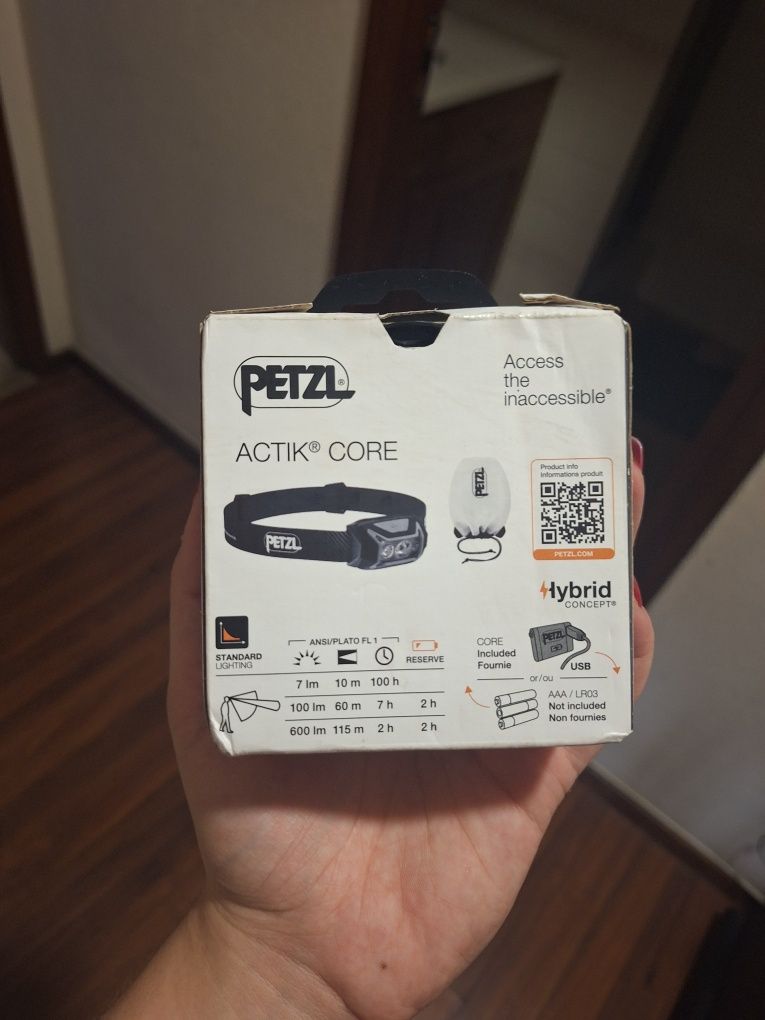 PETZL®
Access
the
inaccessible®
ACTIK® CORE
PETZL
PETZL
Product info
Informations produit
PETZL.COM
Hybrid
CONCEPT®
STANDARD
LIGHTING
ANSI/PLATO FL 1
RESERVE
7 lm 10 m 100 h
100 lm 60 m 7 h 2 h
600 lm 115 m 2 h 2 h
CORE
Included
Fournie
PETZL
USB
or/ou
AAA / LR03
Not included
Non fournies